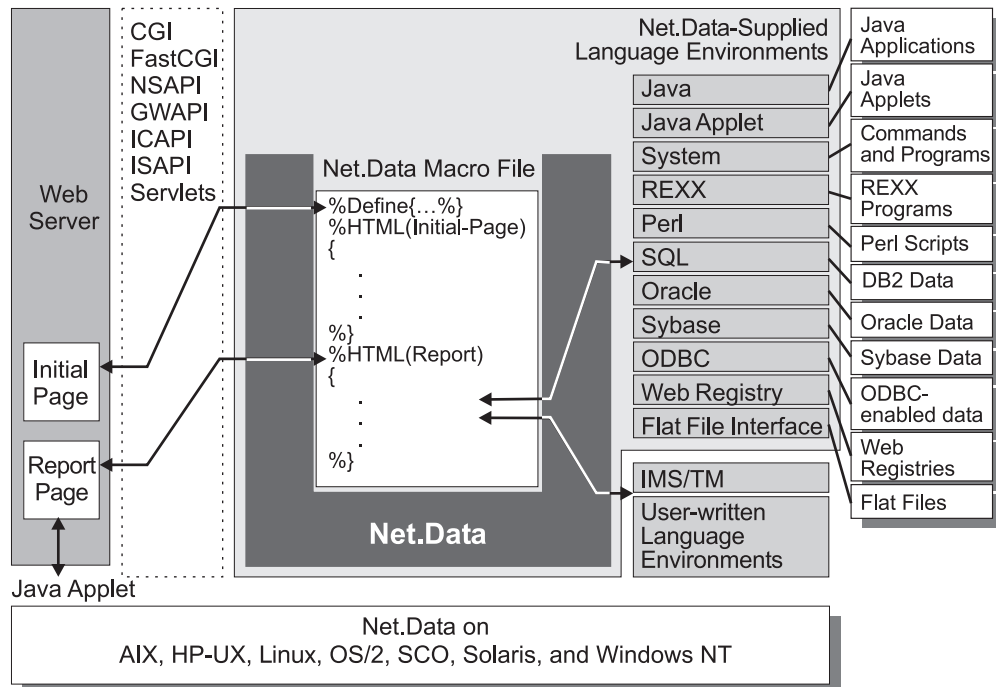 Web
Server
Initial
Page
Report
Page
Java Applet
CGI
FastCGI
NSAPI
GWAPI
ICAPI
ISAPI
Servlets
Net.Data Macro File
%Define{...%}
%HTML(Initial-Page)
{
.
.
.
%}
%HTML(Report)
{
.
.
.
%}
Net.Data
Net.Data-Supplied
Language Environments
Java
Java Applet
System
REXX
Perl
SQL
Oracle
Sybase
ODBC
Web Registry
Flat File Interface
IMS/TM
User-written
Language
Environments
Java
Applications
Java
Applets
Commands
and Programs
REXX
Programs
Perl Scripts
DB2 Data
Oracle Data
Sybase Data
ODBC-
enabled data
Web
Registries
Flat Files
Net.Data on
AIX, HP-UX, Linux, OS/2, SCO, Solaris, and Windows NT